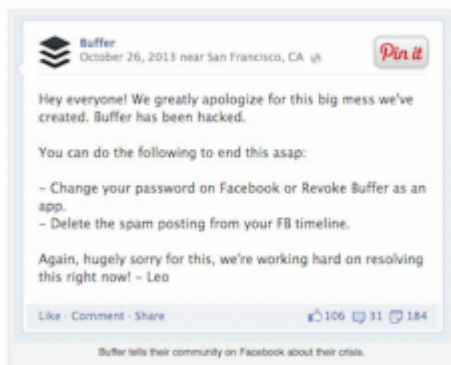 Buffer
October 26, 2013 near San Francisco, CA
Pin it
Hey everyone! We greatly apologize for this big mess we've
created. Buffer has been hacked.
You can do the following to end this asap:
– Change your password on Facebook or Revoke Buffer as an
app.
– Delete the spam posting from your FB timeline.
Again, hugely sorry for this, we're working hard on resolving
this right now! – Leo
Like · Comment · Share 106 31 184
Buffer tells their community on Facebook about their crisis.